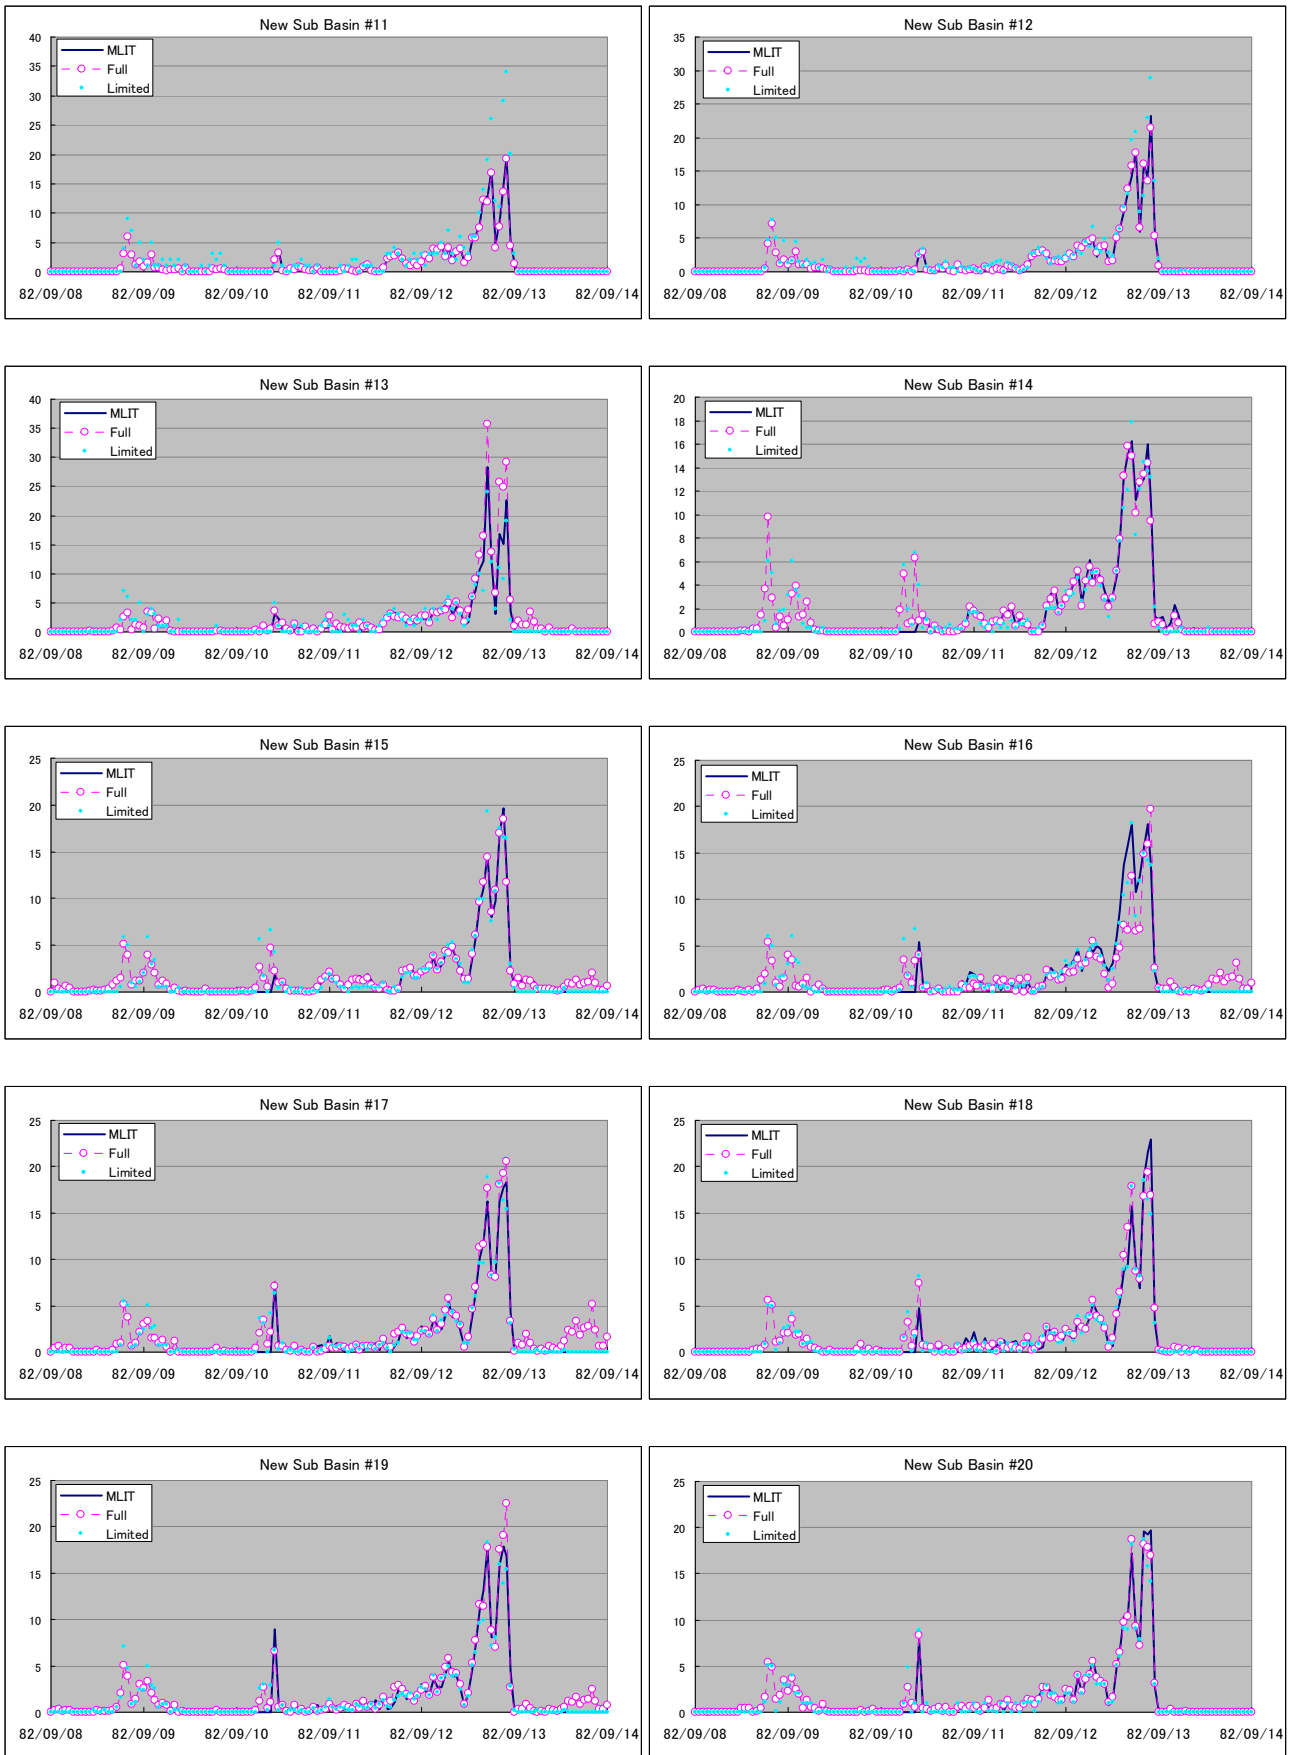 New Sub Basin #11
MLIT
Full
Limited
40
35
30
25
20
15
10
5
0
82/09/08 82/09/09 82/09/10 82/09/11 82/09/12 82/09/13 82/09/14
New Sub Basin #12
MLIT
Full
Limited
35
30
25
20
15
10
5
0
82/09/08 82/09/09 82/09/10 82/09/11 82/09/12 82/09/13 82/09/14
New Sub Basin #13
MLIT
Full
Limited
40
35
30
25
20
15
10
5
0
82/09/08 82/09/09 82/09/10 82/09/11 82/09/12 82/09/13 82/09/14
New Sub Basin #14
MLIT
Full
Limited
20
18
16
14
12
10
8
6
4
2
0
82/09/08 82/09/09 82/09/10 82/09/11 82/09/12 82/09/13 82/09/14
New Sub Basin #15
MLIT
Full
Limited
25
20
15
10
5
0
82/09/08 82/09/09 82/09/10 82/09/11 82/09/12 82/09/13 82/09/14
New Sub Basin #16
MLIT
Full
Limited
25
20
15
10
5
0
82/09/08 82/09/09 82/09/10 82/09/11 82/09/12 82/09/13 82/09/14
New Sub Basin #17
MLIT
Full
Limited
25
20
15
10
5
0
82/09/08 82/09/09 82/09/10 82/09/11 82/09/12 82/09/13 82/09/14
New Sub Basin #18
MLIT
Full
Limited
25
20
15
10
5
0
82/09/08 82/09/09 82/09/10 82/09/11 82/09/12 82/09/13 82/09/14
New Sub Basin #19
MLIT
Full
Limited
25
20
15
10
5
0
82/09/08 82/09/09 82/09/10 82/09/11 82/09/12 82/09/13 82/09/14
New Sub Basin #20
MLIT
Full
Limited
25
20
15
10
5
0
82/09/08 82/09/09 82/09/10 82/09/11 82/09/12 82/09/13 82/09/14